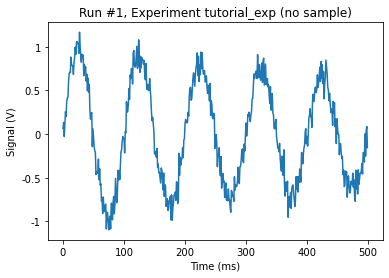 Run #1, Experiment tutorial_exp (no sample)
1
0.5
0
-0.5
-1
Signal (V)
0 100 200 300 400 500
Time (ms)